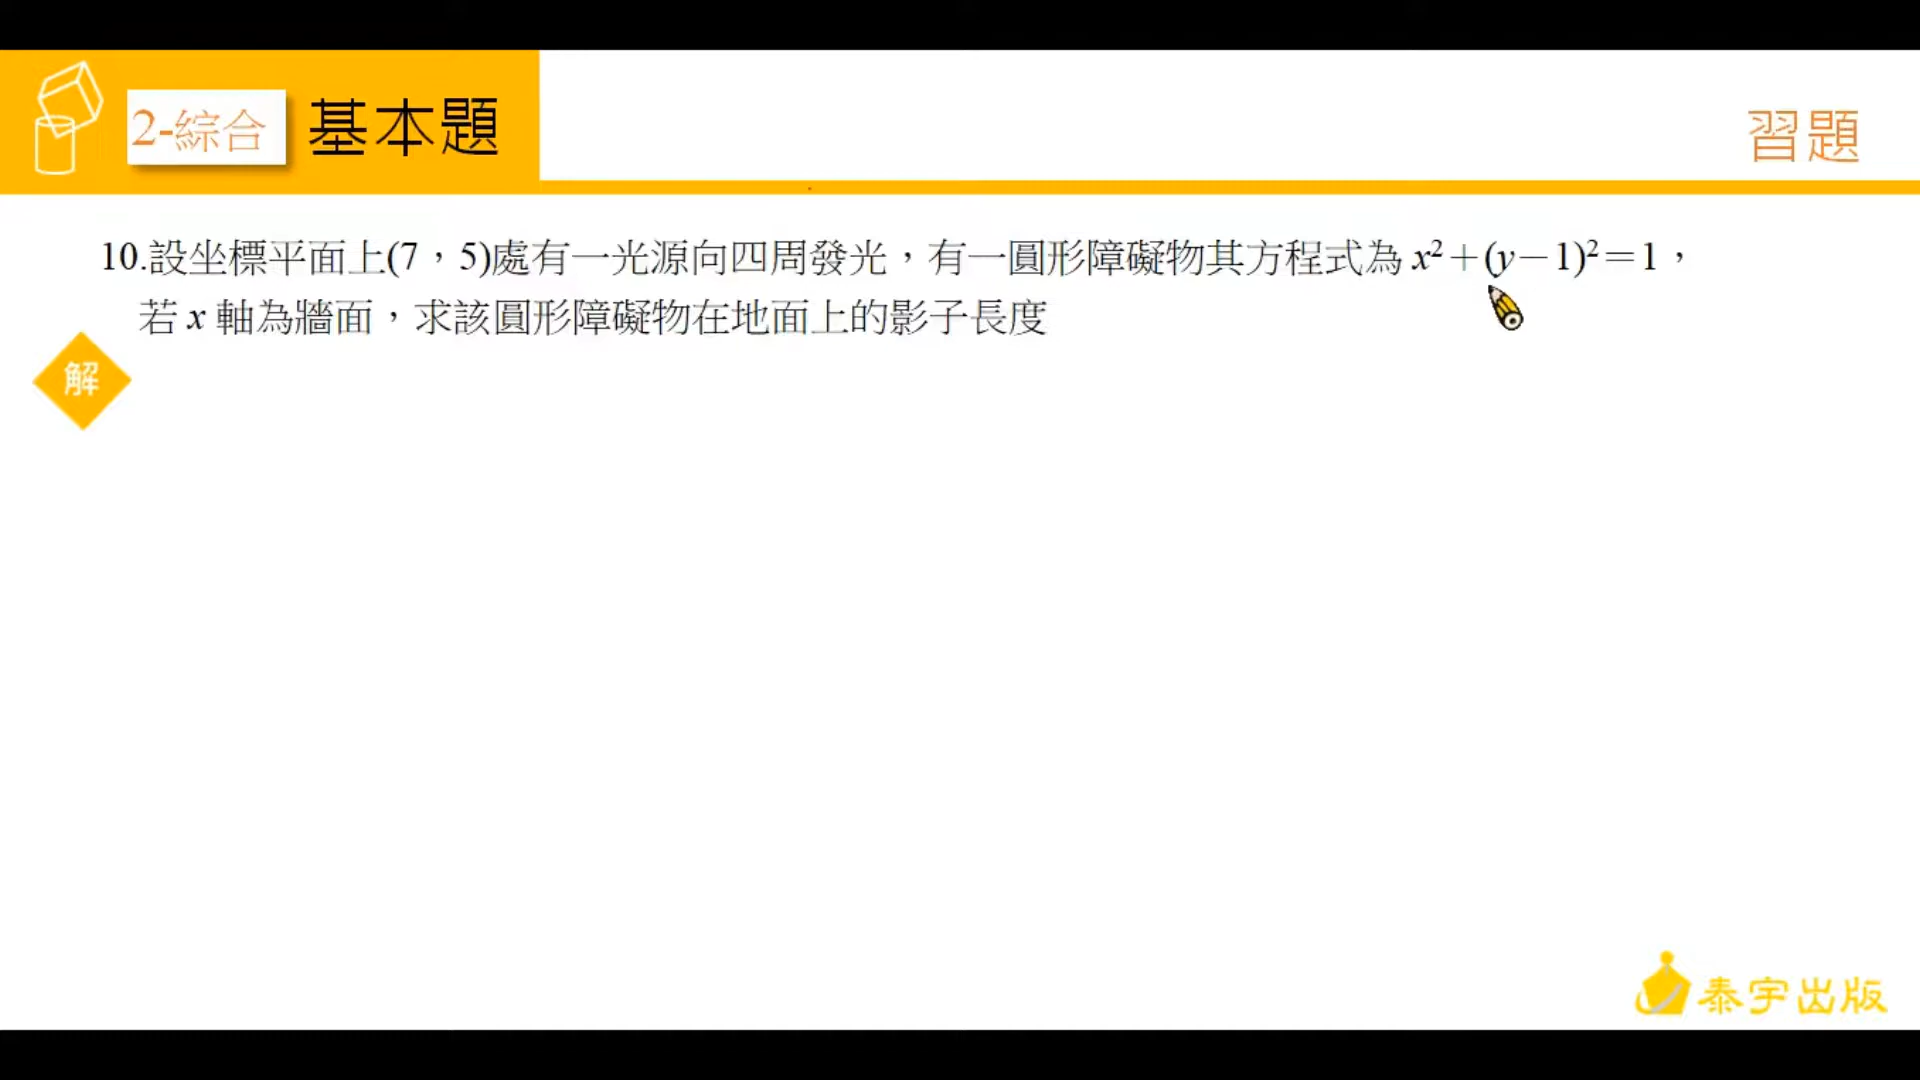 2-綜合 基本題
習題
10.設坐標平面上(7,5)處有一光源向四周發光,有一圓形障礙物其方程式為 x²+(y-1)²=1,
若 x 軸為牆面,求該圓形障礙物在地面上的影子長度
解
泰宇出版